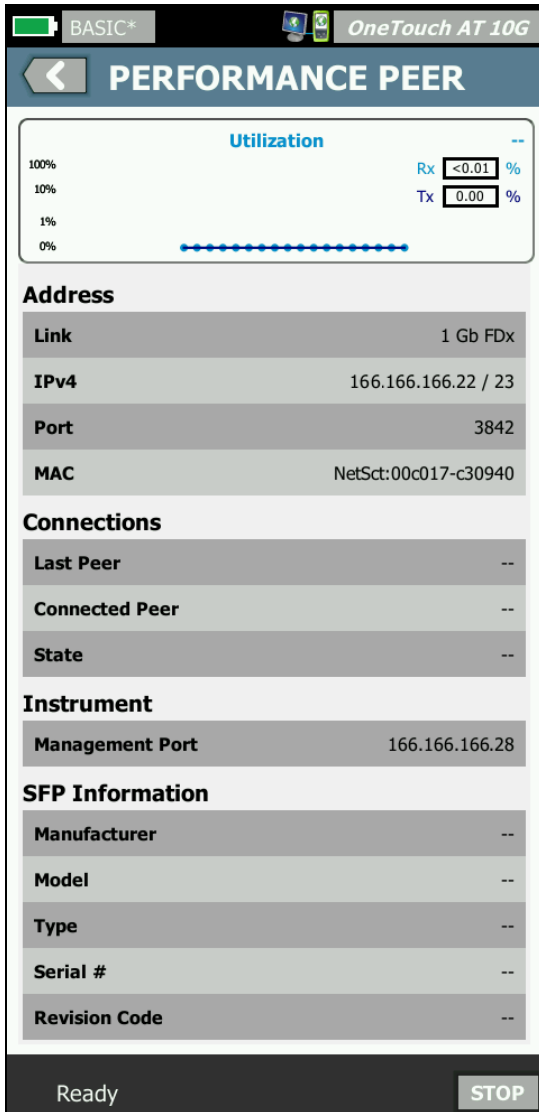 BASIC*
OneTouch AT 10G
PERFORMANCE PEER
Utilization --
100% Rx <0.01 %
10% Tx 0.00 %
1%
0%
Address
Link 1 Gb FDx
IPv4 166.166.166.22 / 23
Port 3842
MAC NetSct:00c017-c30940
Connections
Last Peer --
Connected Peer --
State --
Instrument
Management Port 166.166.166.28
SFP Information
Manufacturer --
Model --
Type --
Serial # --
Revision Code --
Ready STOP